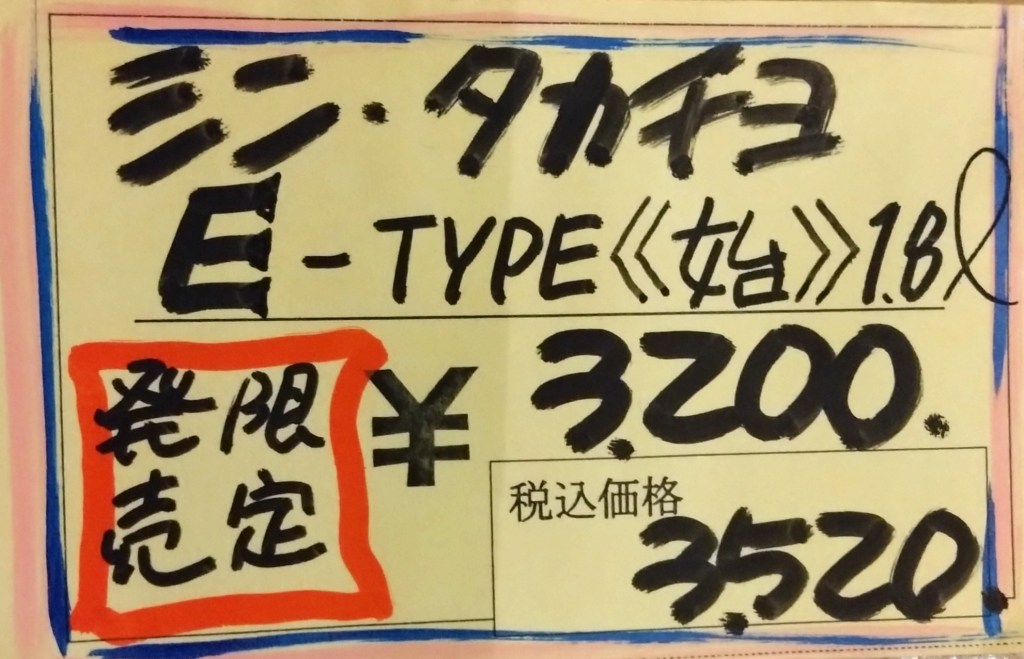 シン・タカチヨ
E-TYPE《始》1.8ℓ
限定
発売
¥3,200.
税込価格
3,520.